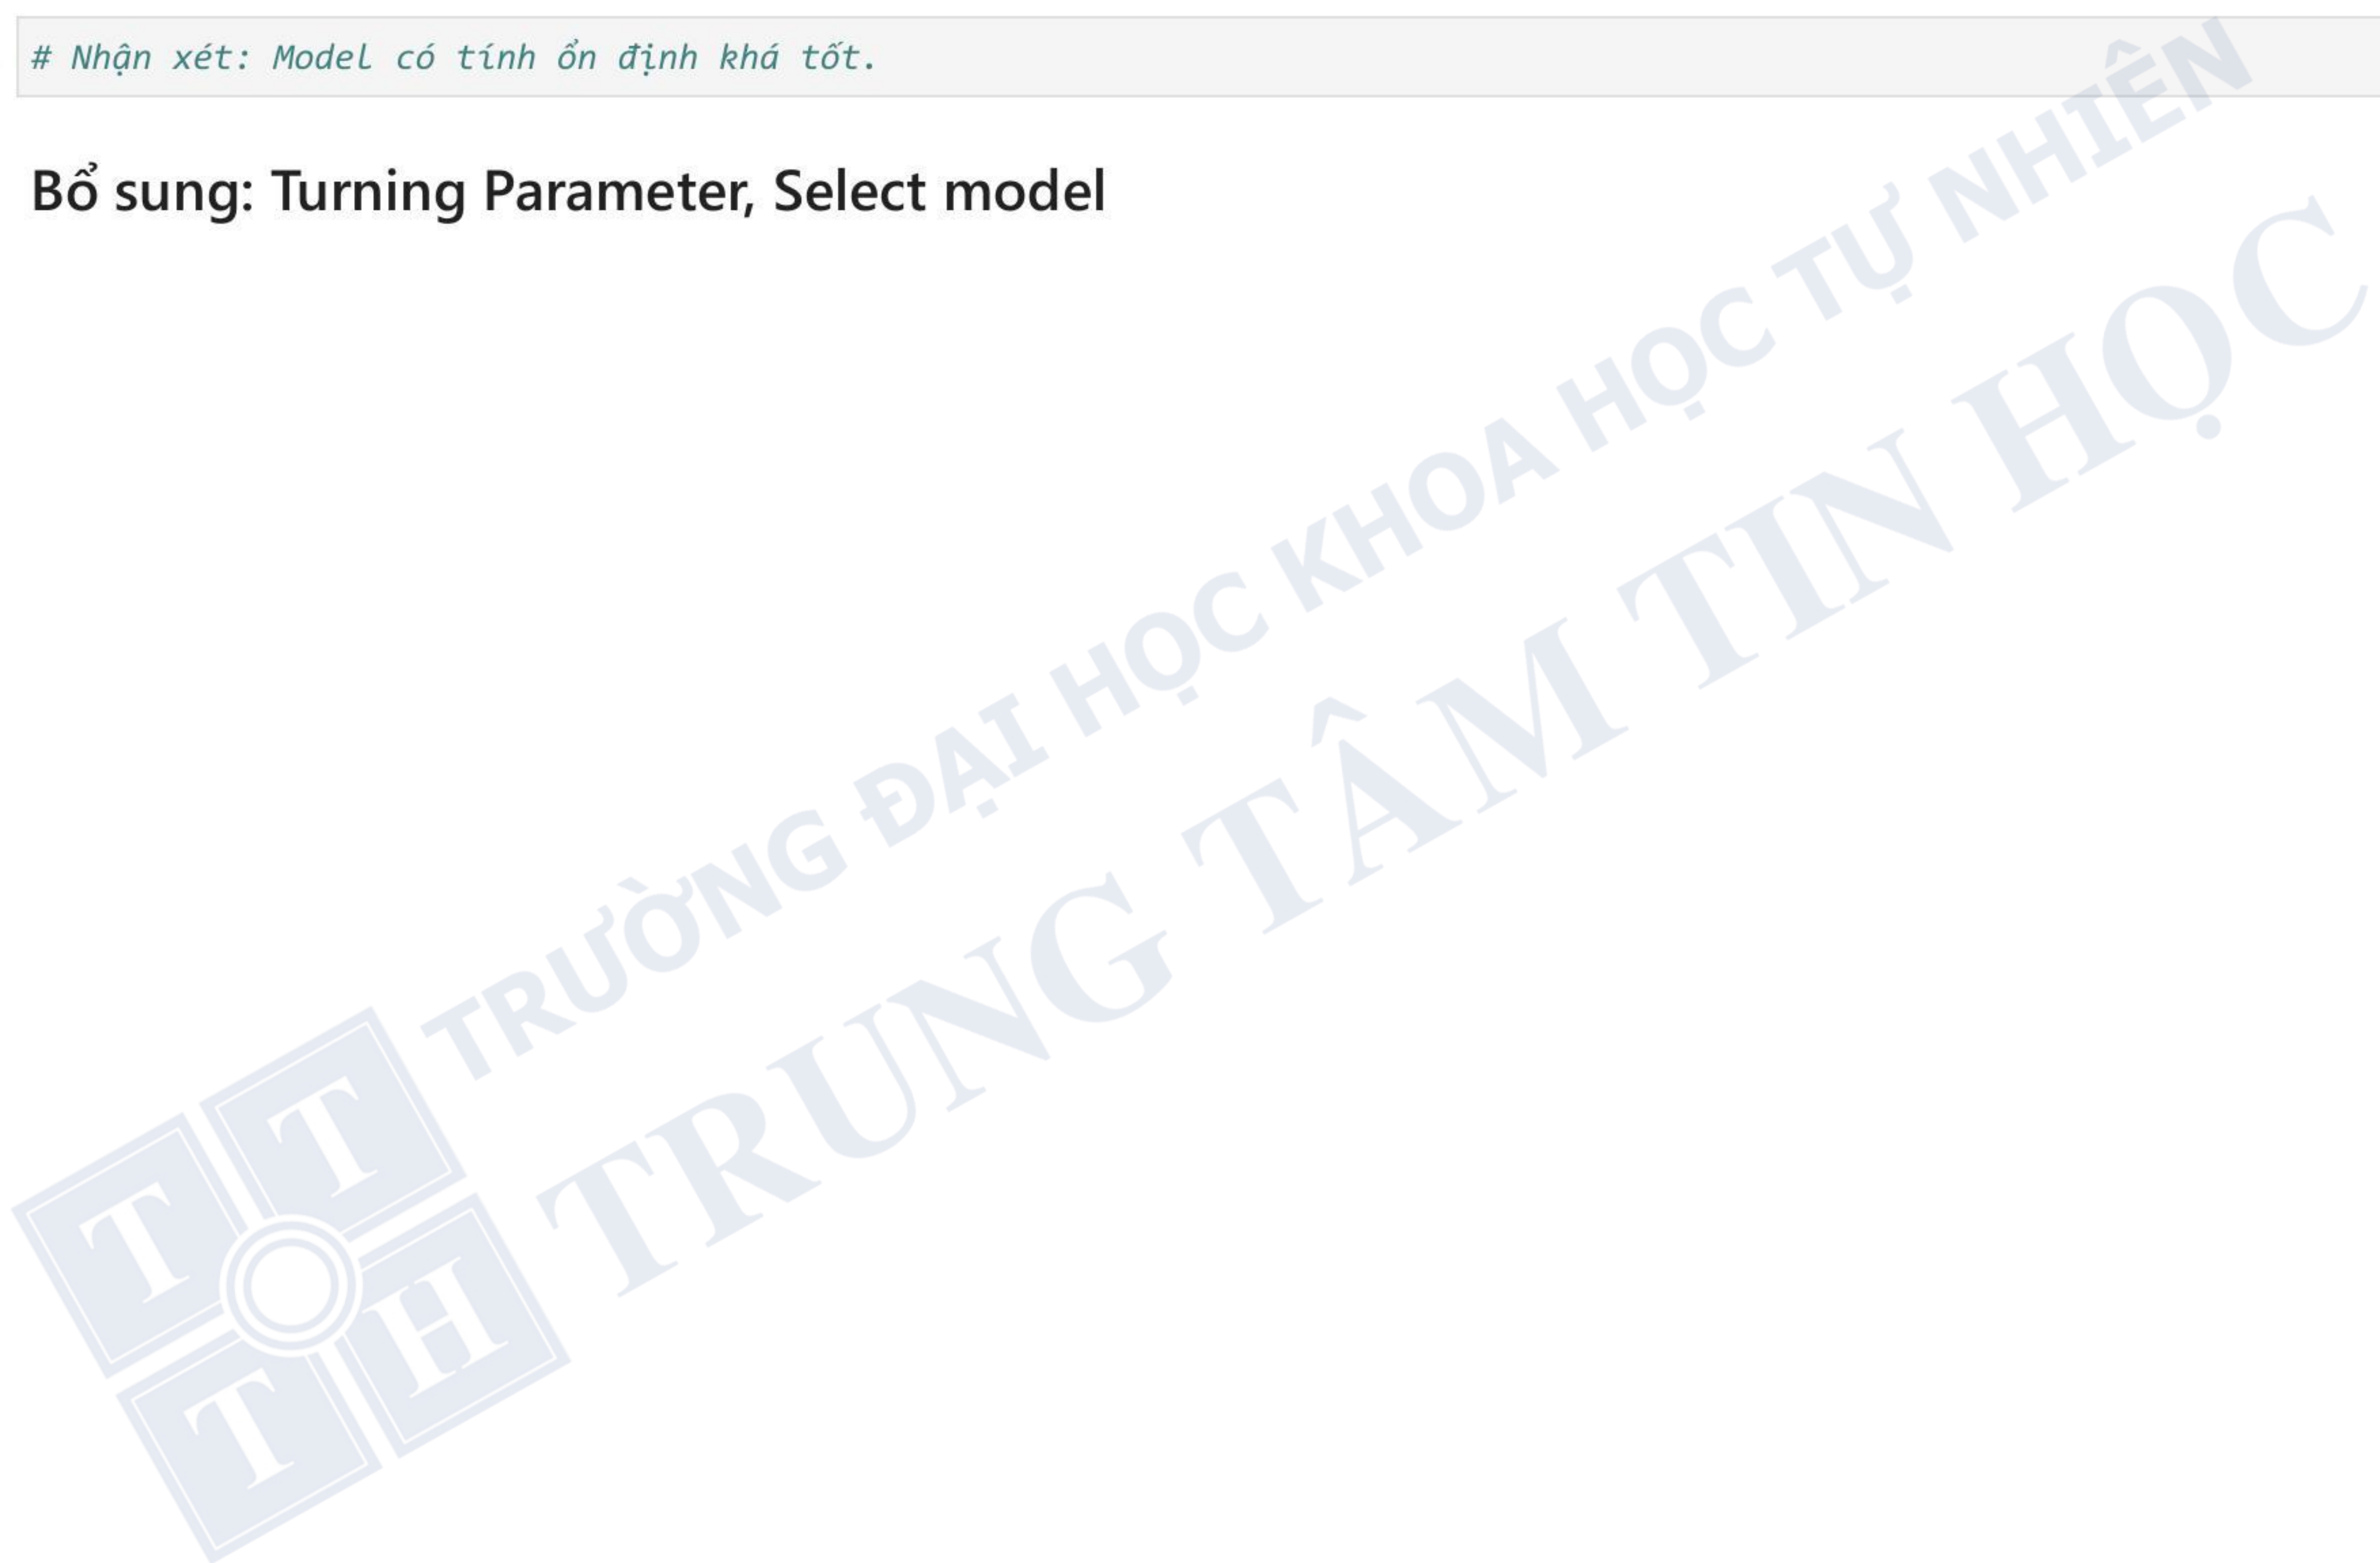 # Nhận xét: Model có tính ổn định khá tốt.
Bổ sung: Turning Parameter, Select model
TRƯỜNG ĐẠI HỌC KHOA HỌC TỰ NHIÊN
TRUNG TÂM TIN HỌC
T T
T H